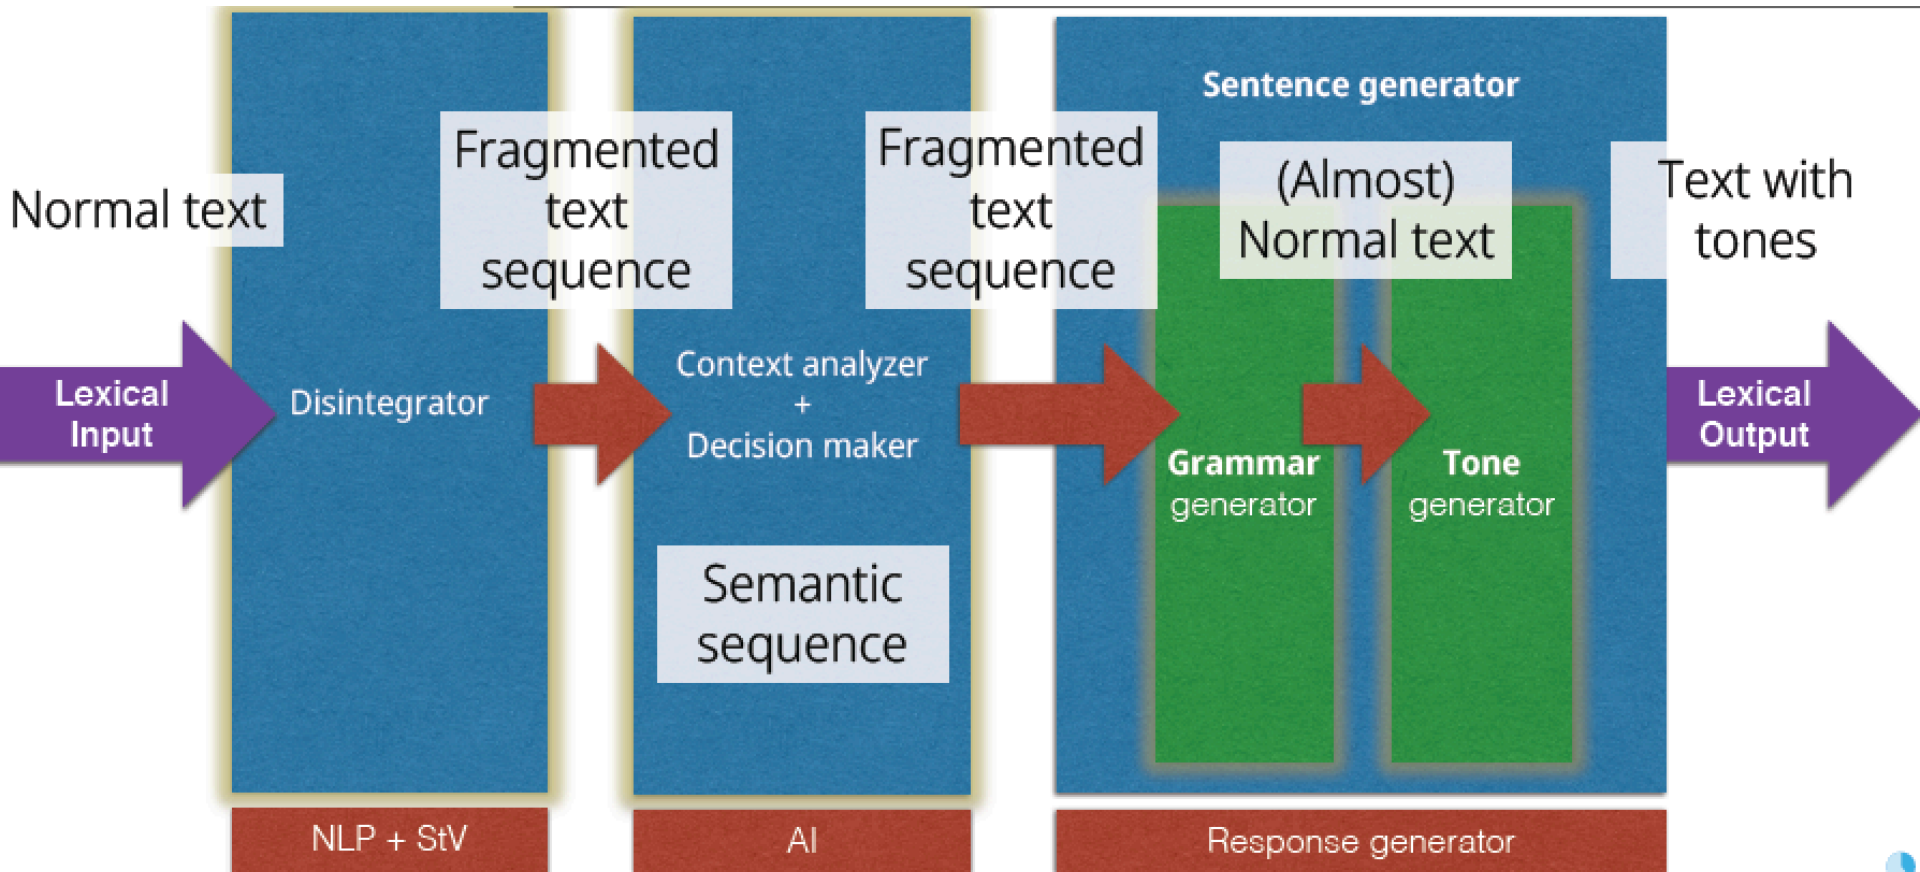 Sentence generator
Normal text
Fragmented
text
sequence
Fragmented
text
sequence
(Almost)
Normal text
Text with
tones
Lexical
Input
Disintegrator
Context analyzer
+
Decision maker
Semantic
sequence
Grammar
generator
Tone
generator
Lexical
Output
NLP + StV
AI
Response generator